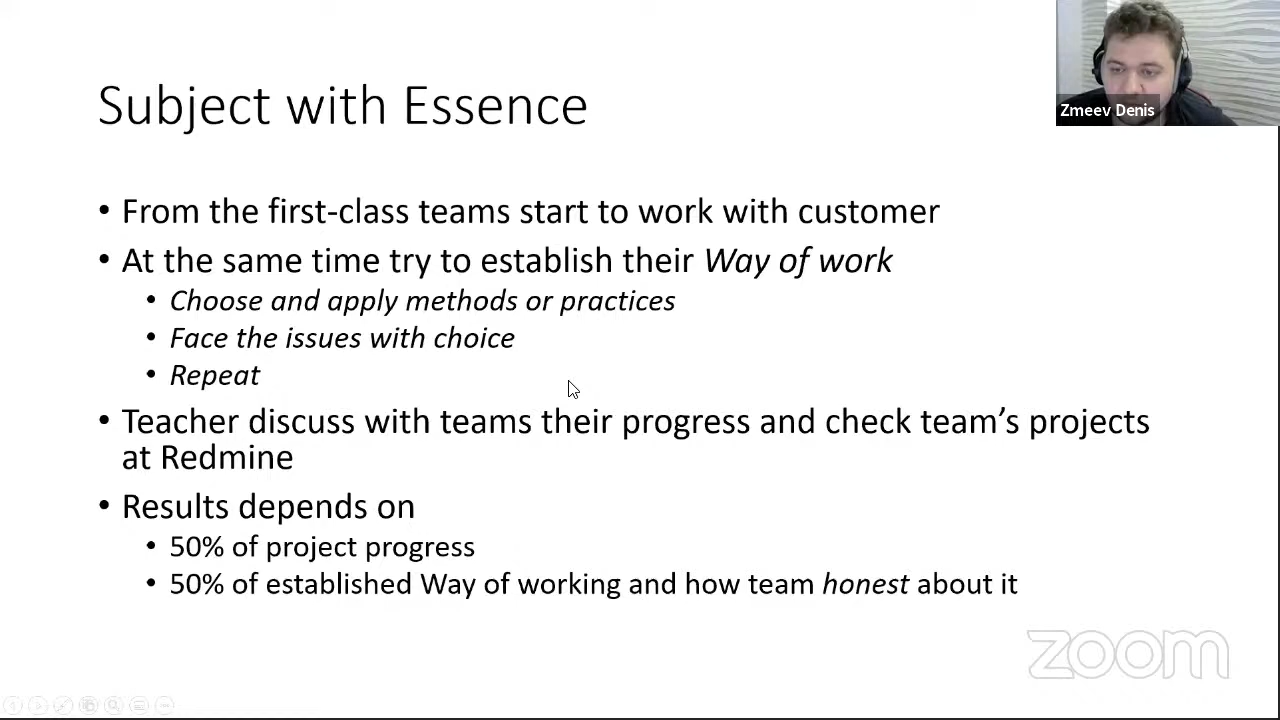 Zmeev Denis
Subject with Essence
• From the first-class teams start to work with customer
• At the same time try to establish their Way of work
• Choose and apply methods or practices
• Face the issues with choice
• Repeat
• Teacher discuss with teams their progress and check team’s projects
at Redmine
• Results depends on
• 50% of project progress
• 50% of established Way of working and how team honest about it
zoom